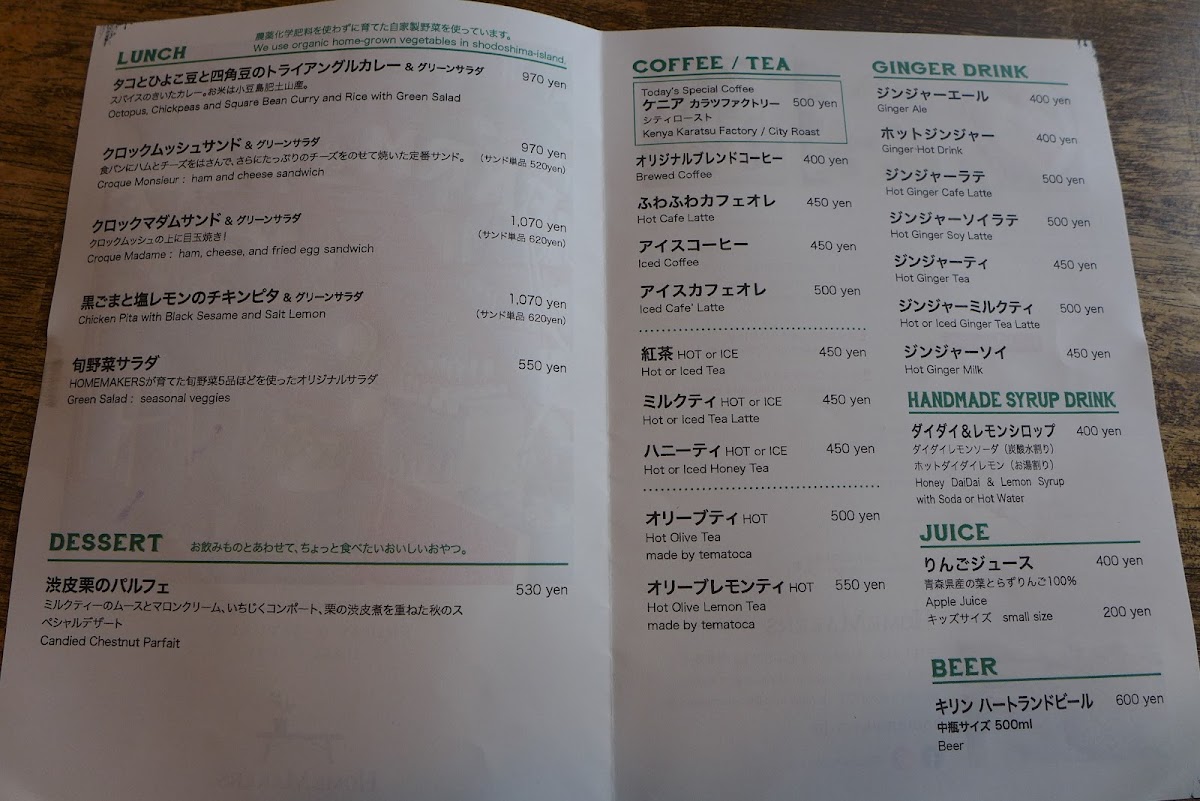 LUNCH
農薬化学肥料を使わずに育てた自家製野菜を使っています。
We use organic home-grown vegetables in shodoshima-island.
タコとひよこ豆と四角豆のトライアングルカレー & グリーンサラダ 970 yen
スパイスのきいたカレー。お米は小豆島肥土山産。
Octopus, Chickpeas and Square Bean Curry and Rice with Green Salad
クロックムッシュサンド & グリーンサラダ 970 yen
食パンにハムとチーズをはさんで、さらにたっぷりのチーズをのせて焼いた定番サンド。 (サンド単品 520yen)
Croque Monsieur : ham and cheese sandwich
クロックマダムサンド & グリーンサラダ 1,070 yen
クロックムッシュの上に目玉焼き! (サンド単品 620yen)
Croque Madame : ham, cheese, and fried egg sandwich
黒ごまと塩レモンのチキンピタ & グリーンサラダ 1,070 yen
Chicken Pita with Black Sesame and Salt Lemon (サンド単品 620yen)
旬野菜サラダ 550 yen
HOMEMAKERSが育てた旬野菜5品ほどを使ったオリジナルサラダ
Green Salad : seasonal veggies
DESSERT お飲みものとあわせて、ちょっと食べたいおいしいおやつ。
渋皮栗のパルフェ 530 yen
ミルクティーのムースとマロンクリーム、いちじくコンポート、栗の渋皮煮を重ねた秋のス
ペシャルデザート
Candied Chestnut Parfait
COFFEE / TEA
Today's Special Coffee
ケニア カラツファクトリー 500 yen
シティロースト
Kenya Karatsu Factory / City Roast
オリジナルブレンドコーヒー 400 yen
Brewed Coffee
ふわふわカフェオレ 450 yen
Hot Cafe Latte
アイスコーヒー 450 yen
Iced Coffee
アイスカフェオレ 500 yen
Iced Cafe' Latte
紅茶 HOT or ICE 450 yen
Hot or Iced Tea
ミルクティ HOT or ICE 450 yen
Hot or Iced Tea Latte
ハニーティ HOT or ICE 450 yen
Hot or Iced Honey Tea
オリーブティ HOT 500 yen
Hot Olive Tea
made by tematoca
オリーブレモンティ HOT 550 yen
Hot Olive Lemon Tea
made by tematoca
GINGER DRINK
ジンジャーエール 400 yen
Ginger Ale
ホットジンジャー 400 yen
Ginger Hot Drink
ジンジャーラテ 500 yen
Hot Ginger Cafe Latte
ジンジャーソイラテ 500 yen
Hot Ginger Soy Latte
ジンジャーティ 450 yen
Hot Ginger Tea
ジンジャーミルクティ 500 yen
Hot or Iced Ginger Tea Latte
ジンジャーソイ 450 yen
Hot Ginger Milk
HANDMADE SYRUP DRINK
ダイダイ&レモンシロップ 400 yen
ダイダイレモンソーダ(炭酸水割り)
ホットダイダイレモン(お湯割り)
Honey DaiDai & Lemon Syrup
with Soda or Hot Water
JUICE
りんごジュース 400 yen
青森県産の葉とらずりんご100%
Apple Juice
キッズサイズ small size 200 yen
BEER
キリン ハートランドビール 600 yen
中瓶サイズ 500ml
Beer